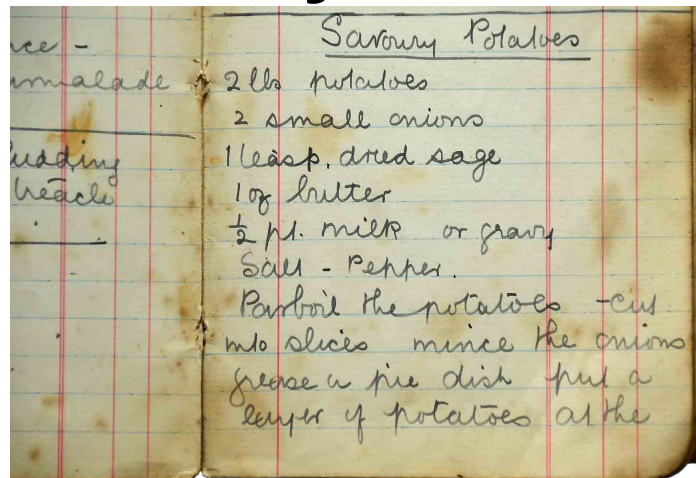 marmalade
Pudding
treacle
Savoury Potatoes
2 lbs potatoes
2 small onions
1 teasp. dried sage
1 oz butter
½ pt. milk or gravy
Salt - Pepper.
Parboil the potatoes - cut
into slices mince the onions
grease a pie dish put a
layer of potatoes at the